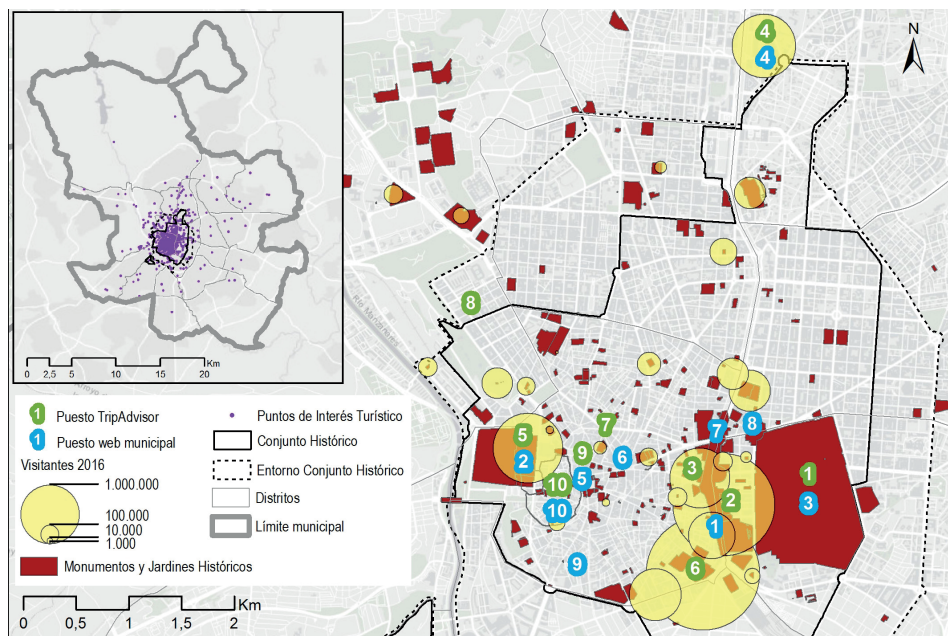 4
4
N
8
7
5
2
9
6
5
10
10
9
7
8
3
2
1
6
1
3
Río Manzanares
Km
0 2,5 5 10 15 20
1 Puesto TripAdvisor
1 Puesto web municipal
Visitantes 2016
1.000.000
100.000
10.000
1.000
Puntos de Interés Turístico
Conjunto Histórico
Entorno Conjunto Histórico
Distritos
Límite municipal
Monumentos y Jardines Históricos
Km
0 0,5 1 1,5 2